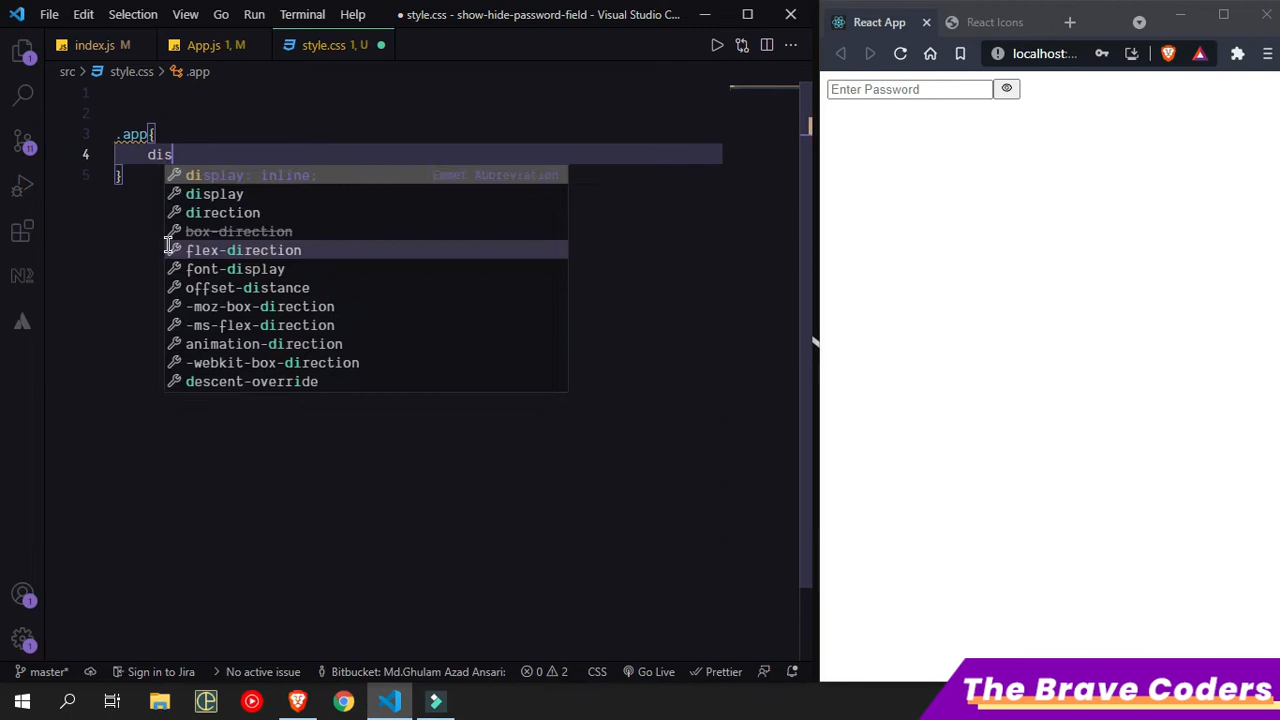 File Edit Selection View Go Run Terminal Help
● style.css - show-hide-password-field - Visual Studio C...
index.js M
App.js 1, M
style.css 1, U
src > style.css > .app
1
2
3 .app{
4 dis
5 }
display: inline; Emmet Abbreviation
display
direction
box-direction
flex-direction
font-display
offset-distance
-moz-box-direction
-ms-flex-direction
animation-direction
-webkit-box-direction
descent-override
1
11
1
1
master* Sign in to Jira No active issue Bitbucket: Md.Ghulam Azad Ansari: 0 2 CSS Go Live Prettier
React App
React Icons
localhost:...
Enter Password
The Brave Coders